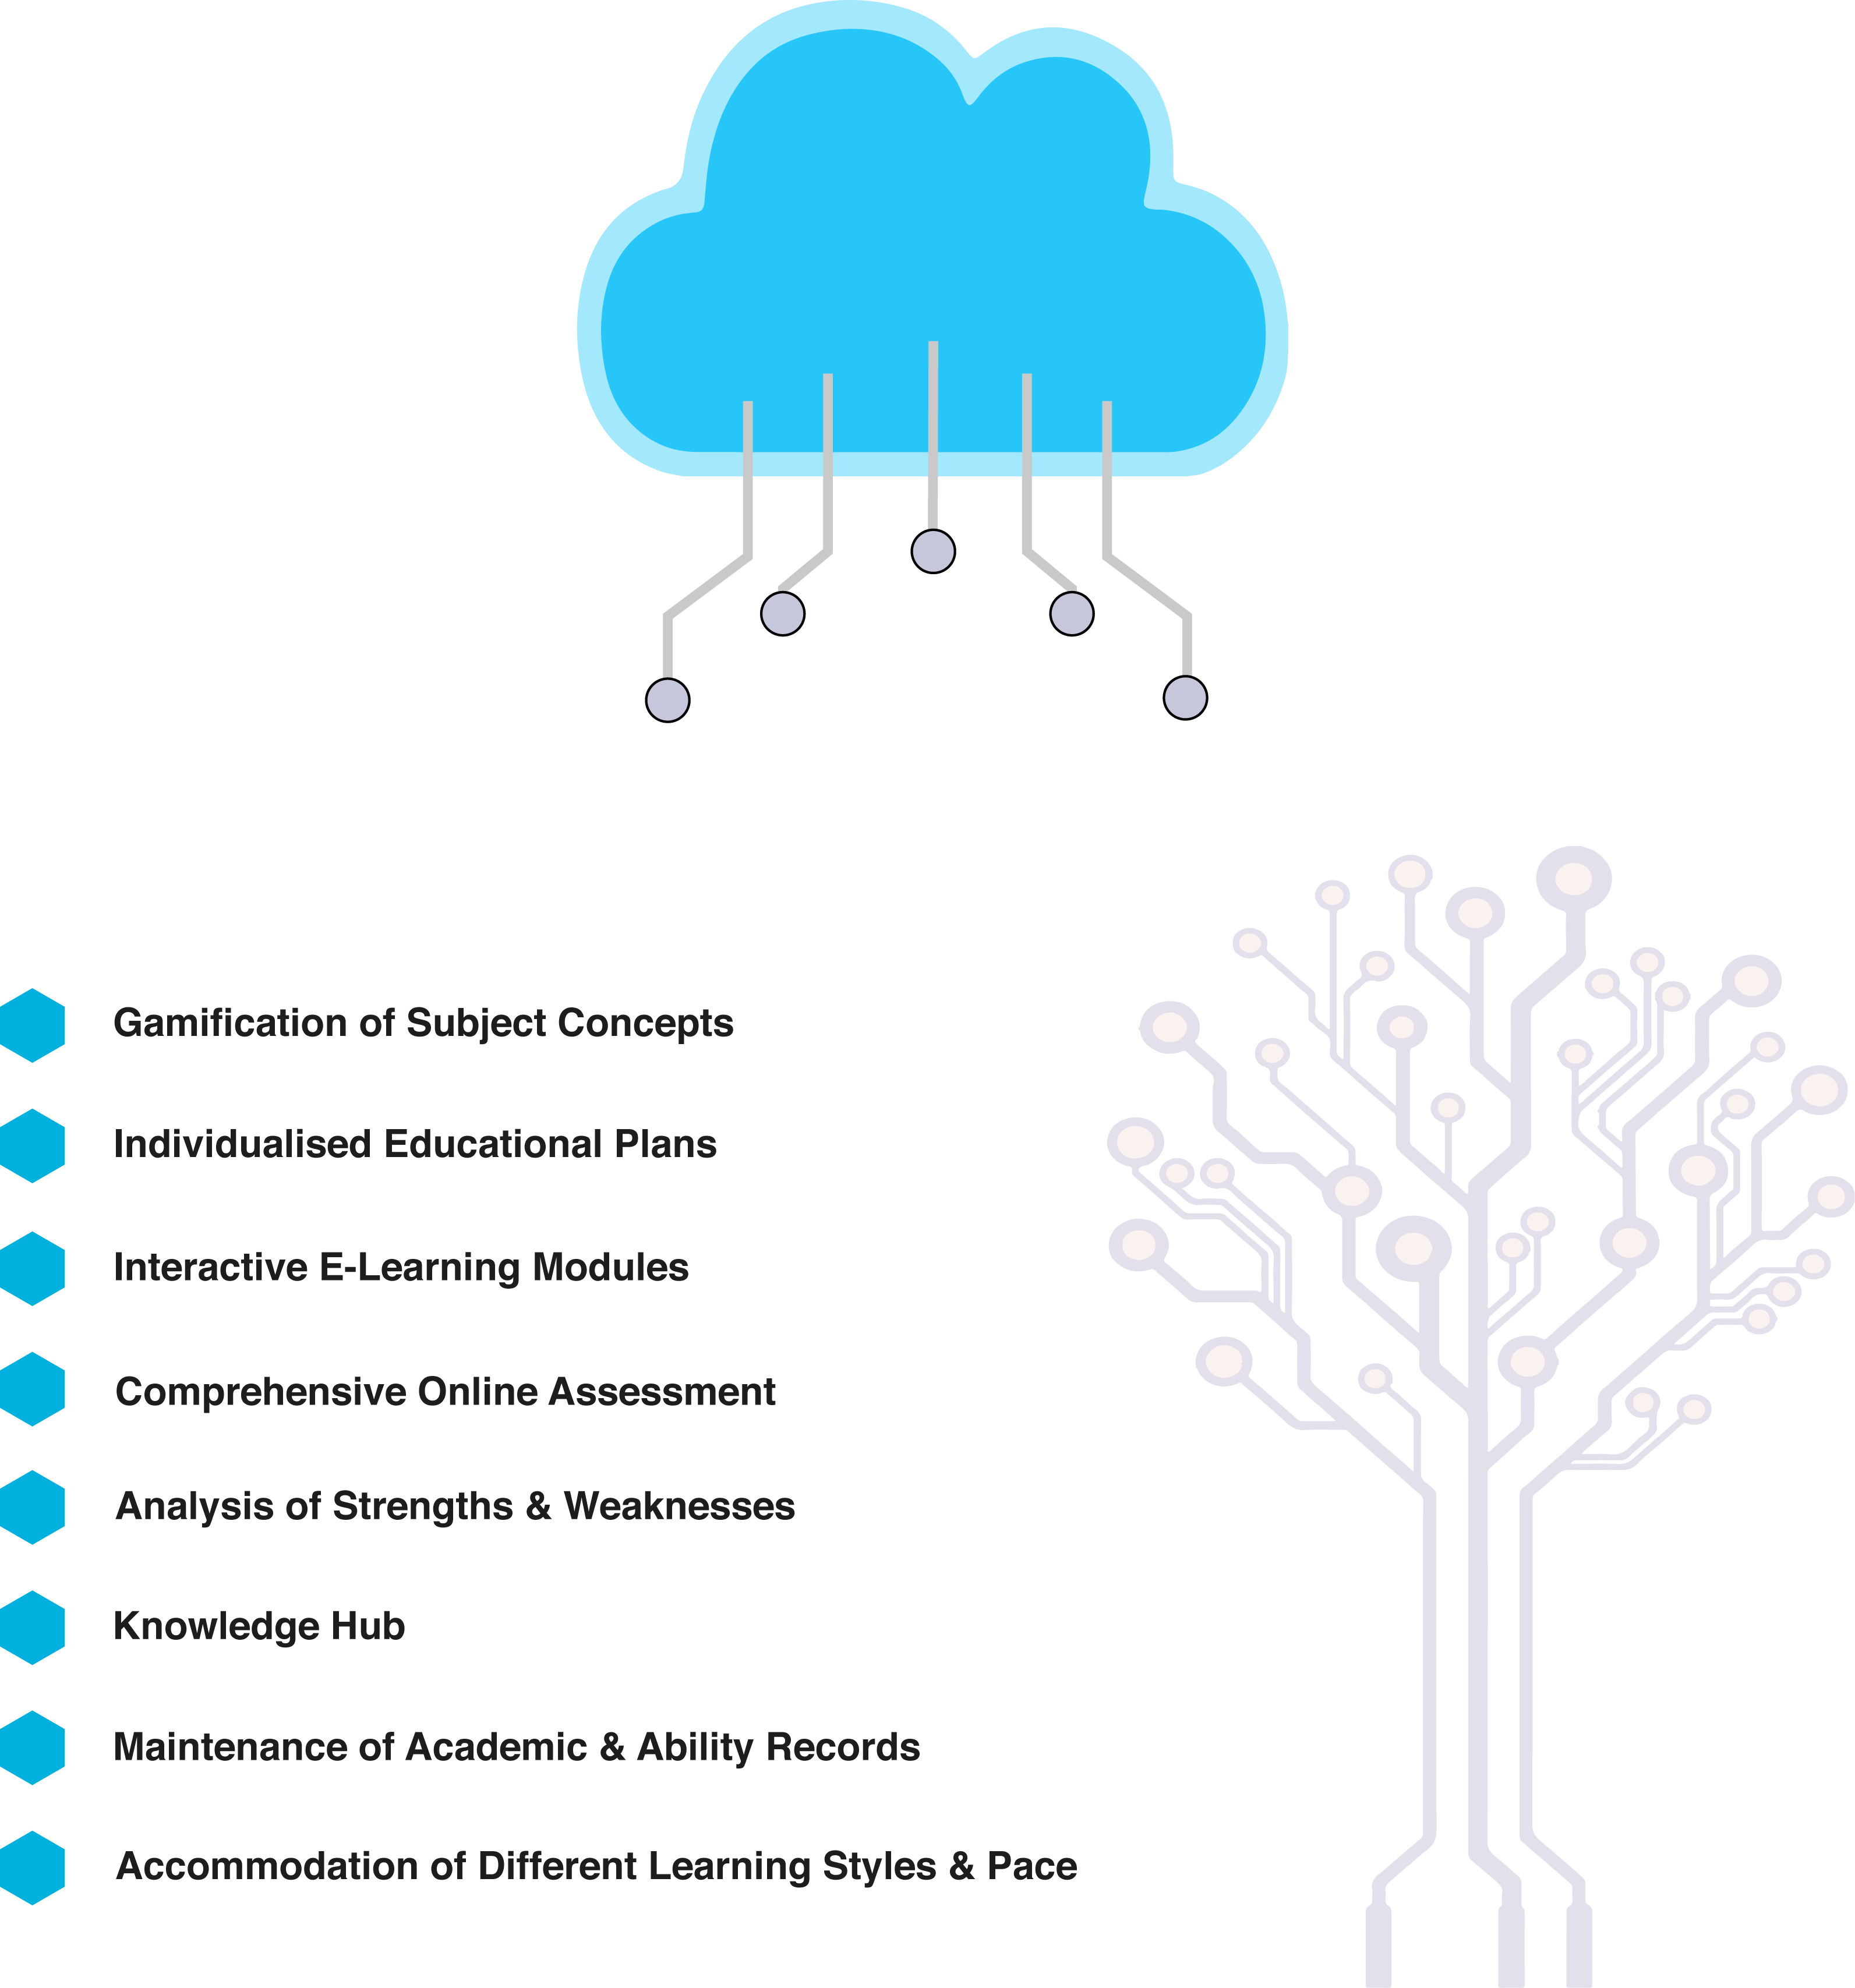 Gamification of Subject Concepts
Individualised Educational Plans
Interactive E-Learning Modules
Comprehensive Online Assessment
Analysis of Strengths & Weaknesses
Knowledge Hub
Maintenance of Academic & Ability Records
Accommodation of Different Learning Styles & Pace